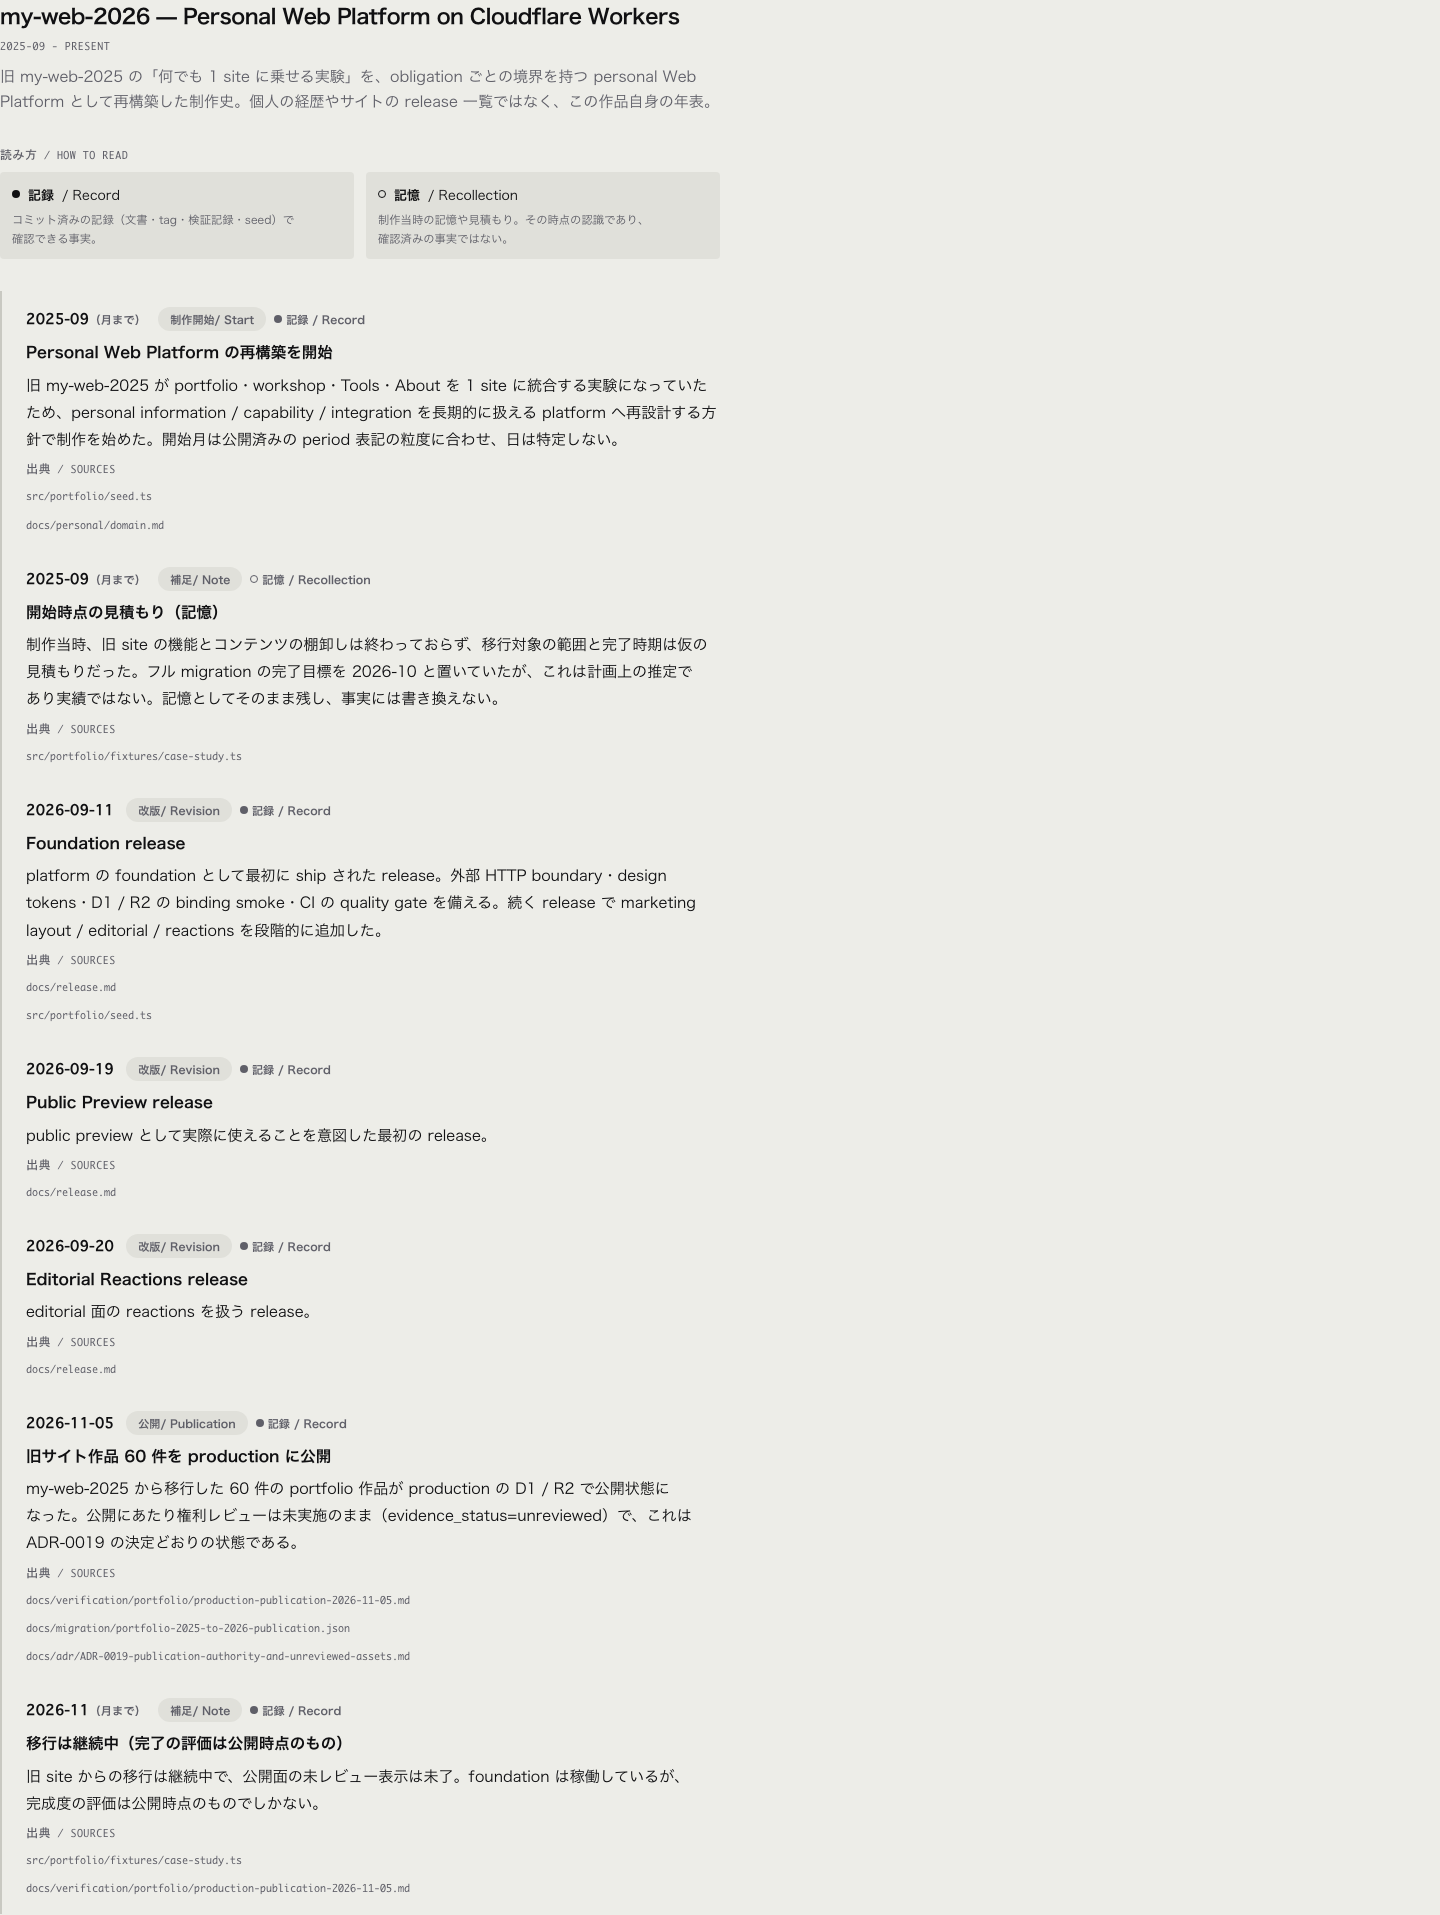 my-web-2026 — Personal Web Platform on Cloudflare Workers
2025-09 - PRESENT
旧 my-web-2025 の「何でも 1 site に乗せる実験」を、obligation ごとの境界を持つ personal Web
Platform として再構築した制作史。個人の経歴やサイトの release 一覧ではなく、この作品自身の年表。
読み方 / HOW TO READ
● 記録 / Record
コミット済みの記録（文書・tag・検証記録・seed）で
確認できる事実。
○ 記憶 / Recollection
制作当時の記憶や見積もり。その時点の認識であり、
確認済みの事実ではない。
2025-09（月まで） 制作開始/ Start ● 記録 / Record
Personal Web Platform の再構築を開始
旧 my-web-2025 が portfolio・workshop・Tools・About を 1 site に統合する実験になっていた
ため、personal information / capability / integration を長期的に扱える platform へ再設計する方
針で制作を始めた。開始月は公開済みの period 表記の粒度に合わせ、日は特定しない。
出典 / SOURCES
src/portfolio/seed.ts
docs/personal/domain.md
2025-09（月まで） 補足/ Note ○ 記憶 / Recollection
開始時点の見積もり（記憶）
制作当時、旧 site の機能とコンテンツの棚卸しは終わっておらず、移行対象の範囲と完了時期は仮の
見積もりだった。フル migration の完了目標を 2026-10 と置いていたが、これは計画上の推定で
あり実績ではない。記憶としてそのまま残し、事実には書き換えない。
出典 / SOURCES
src/portfolio/fixtures/case-study.ts
2026-09-11 改版/ Revision ● 記録 / Record
Foundation release
platform の foundation として最初に ship された release。外部 HTTP boundary・design
tokens・D1 / R2 の binding smoke・CI の quality gate を備える。続く release で marketing
layout / editorial / reactions を段階的に追加した。
出典 / SOURCES
docs/release.md
src/portfolio/seed.ts
2026-09-19 改版/ Revision ● 記録 / Record
Public Preview release
public preview として実際に使えることを意図した最初の release。
出典 / SOURCES
docs/release.md
2026-09-20 改版/ Revision ● 記録 / Record
Editorial Reactions release
editorial 面の reactions を扱う release。
出典 / SOURCES
docs/release.md
2026-11-05 公開/ Publication ● 記録 / Record
旧サイト作品 60 件を production に公開
my-web-2025 から移行した 60 件の portfolio 作品が production の D1 / R2 で公開状態に
なった。公開にあたり権利レビューは未実施のまま（evidence_status=unreviewed）で、これは
ADR-0019 の決定どおりの状態である。
出典 / SOURCES
docs/verification/portfolio/production-publication-2026-11-05.md
docs/migration/portfolio-2025-to-2026-publication.json
docs/adr/ADR-0019-publication-authority-and-unreviewed-assets.md
2026-11（月まで） 補足/ Note ● 記録 / Record
移行は継続中（完了の評価は公開時点のもの）
旧 site からの移行は継続中で、公開面の未レビュー表示は未了。foundation は稼働しているが、
完成度の評価は公開時点のものでしかない。
出典 / SOURCES
src/portfolio/fixtures/case-study.ts
docs/verification/portfolio/production-publication-2026-11-05.md